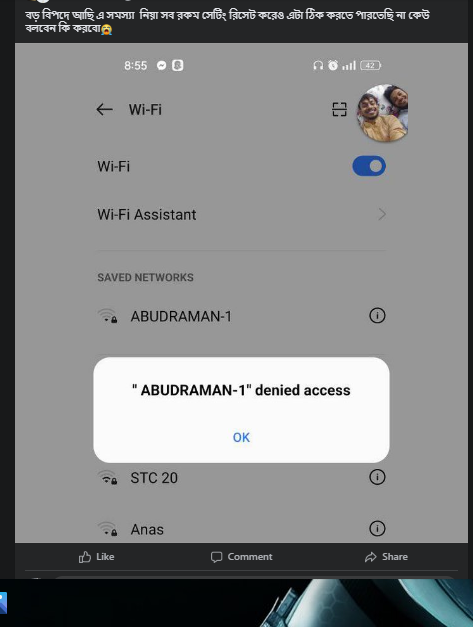 বড় বিপদে আছি এ সমস্যা নিয়া সব রকম সেটিং রিসেট করেও এটা ঠিক করতে পারতেছি না কেউ
বলবেন কি করবো😭
8:55
42
Wi-Fi
Wi-Fi
Wi-Fi Assistant
SAVED NETWORKS
ABUDRAMAN-1
" ABUDRAMAN-1" denied access
OK
STC 20
Anas
Like Comment Share